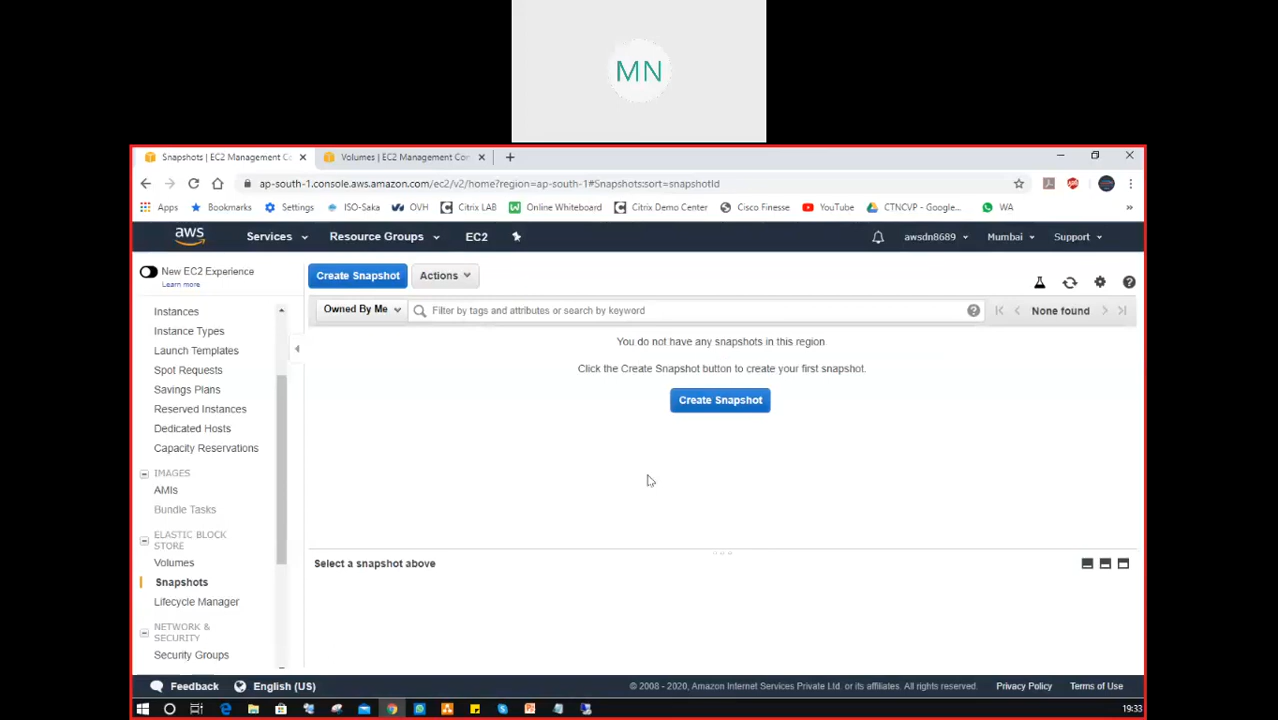 MN
Snapshots | EC2 Management Cc
Volumes | EC2 Management Cor
ap-south-1.console.aws.amazon.com/ec2/v2/home?region=ap-south-1#Snapshots:sort=snapshotId
Apps Bookmarks Settings ISO-Saka OVH Citrix LAB Online Whiteboard Citrix Demo Center Cisco Finesse YouTube CTNCVP - Google... WA »
aws Services Resource Groups EC2 awsdn8689 Mumbai Support
New EC2 Experience
Learn more
Instances
Instance Types
Launch Templates
Spot Requests
Savings Plans
Reserved Instances
Dedicated Hosts
Capacity Reservations
IMAGES
AMIs
Bundle Tasks
ELASTIC BLOCK
STORE
Volumes
Snapshots
Lifecycle Manager
NETWORK &
SECURITY
Security Groups
Create Snapshot Actions
Owned By Me Filter by tags and attributes or search by keyword None found
You do not have any snapshots in this region
Click the Create Snapshot button to create your first snapshot.
Create Snapshot
Select a snapshot above
Feedback English (US) © 2008 - 2020, Amazon Internet Services Private Ltd. or its affiliates. All rights reserved. Privacy Policy Terms of Use
19:33